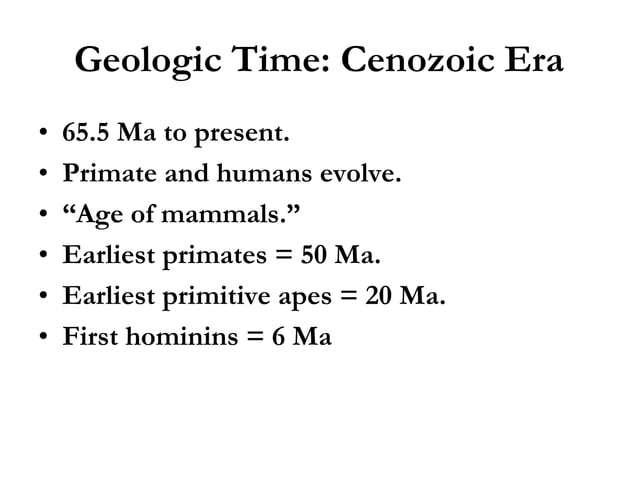 Geologic Time: Cenozoic Era
• 65.5 Ma to present.
• Primate and humans evolve.
• “Age of mammals.”
• Earliest primates = 50 Ma.
• Earliest primitive apes = 20 Ma.
• First hominins = 6 Ma